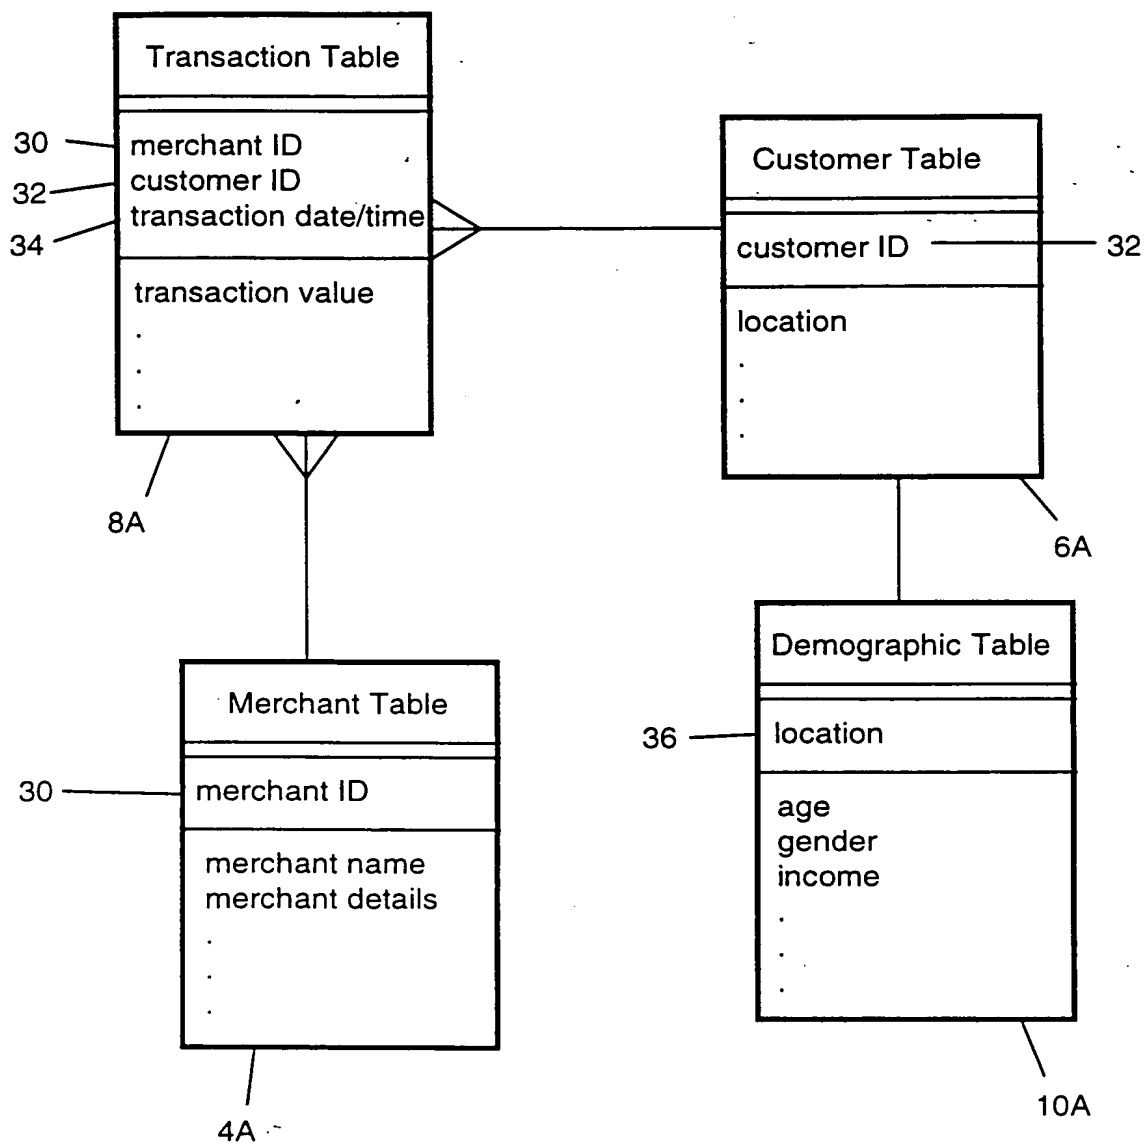 Transaction Table
30
merchant ID
32
customer ID
34
transaction date/time
transaction value
.
.
.
8A
Customer Table
customer ID
32
location
.
.
.
6A
Merchant Table
30
merchant ID
merchant name
merchant details
.
.
.
4A
Demographic Table
36
location
age
gender
income
.
.
.
10A